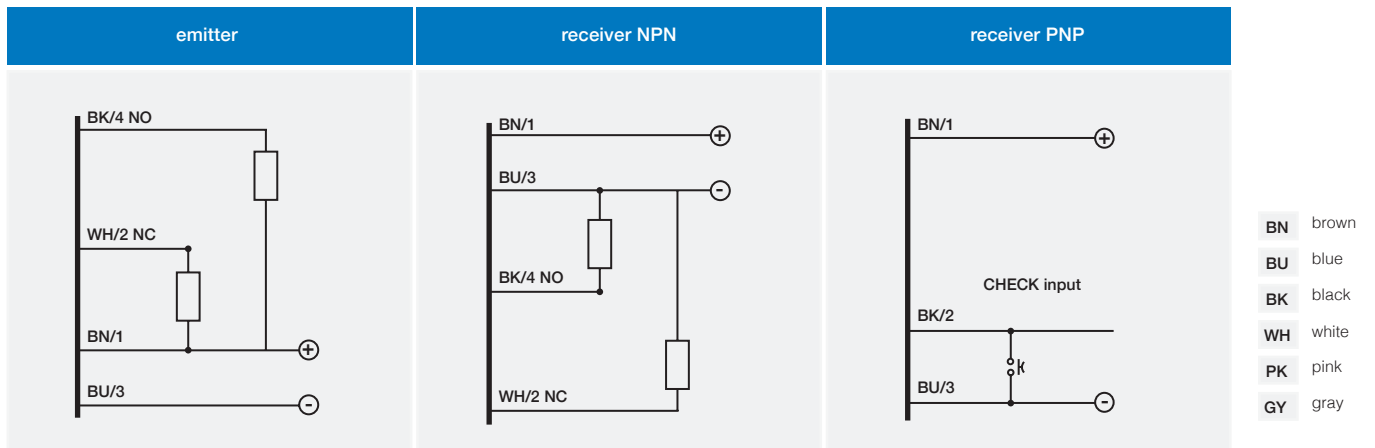 emitter
receiver NPN
receiver PNP
BK/4 NO
WH/2 NC
BN/1
+
BU/3
-
BN/1
+
BU/3
-
BK/4 NO
WH/2 NC
BN/1
+
CHECK input
BK/2
BU/3
-
BN brown
BU blue
BK black
WH white
PK pink
GY gray